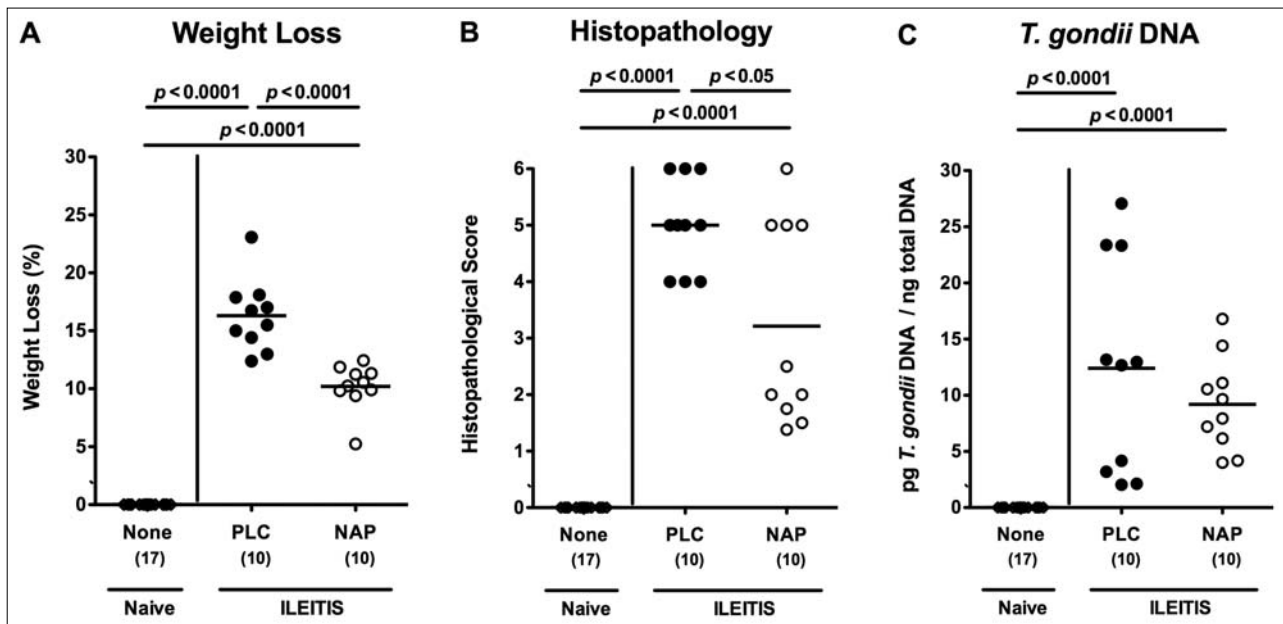 A Weight Loss
p < 0.0001 p < 0.0001
p < 0.0001
Weight Loss (%)
30
25
20
15
10
5
0
None PLC NAP
(17) (10) (10)
Naive ILEITIS
B Histopathology
p < 0.0001 p < 0.05
p < 0.0001
Histopathological Score
6
5
4
3
2
1
0
None PLC NAP
(17) (10) (10)
Naive ILEITIS
C T. gondii DNA
p < 0.0001
p < 0.0001
pg T. gondii DNA / ng total DNA
30
25
20
15
10
5
0
None PLC NAP
(17) (10) (10)
Naive ILEITIS